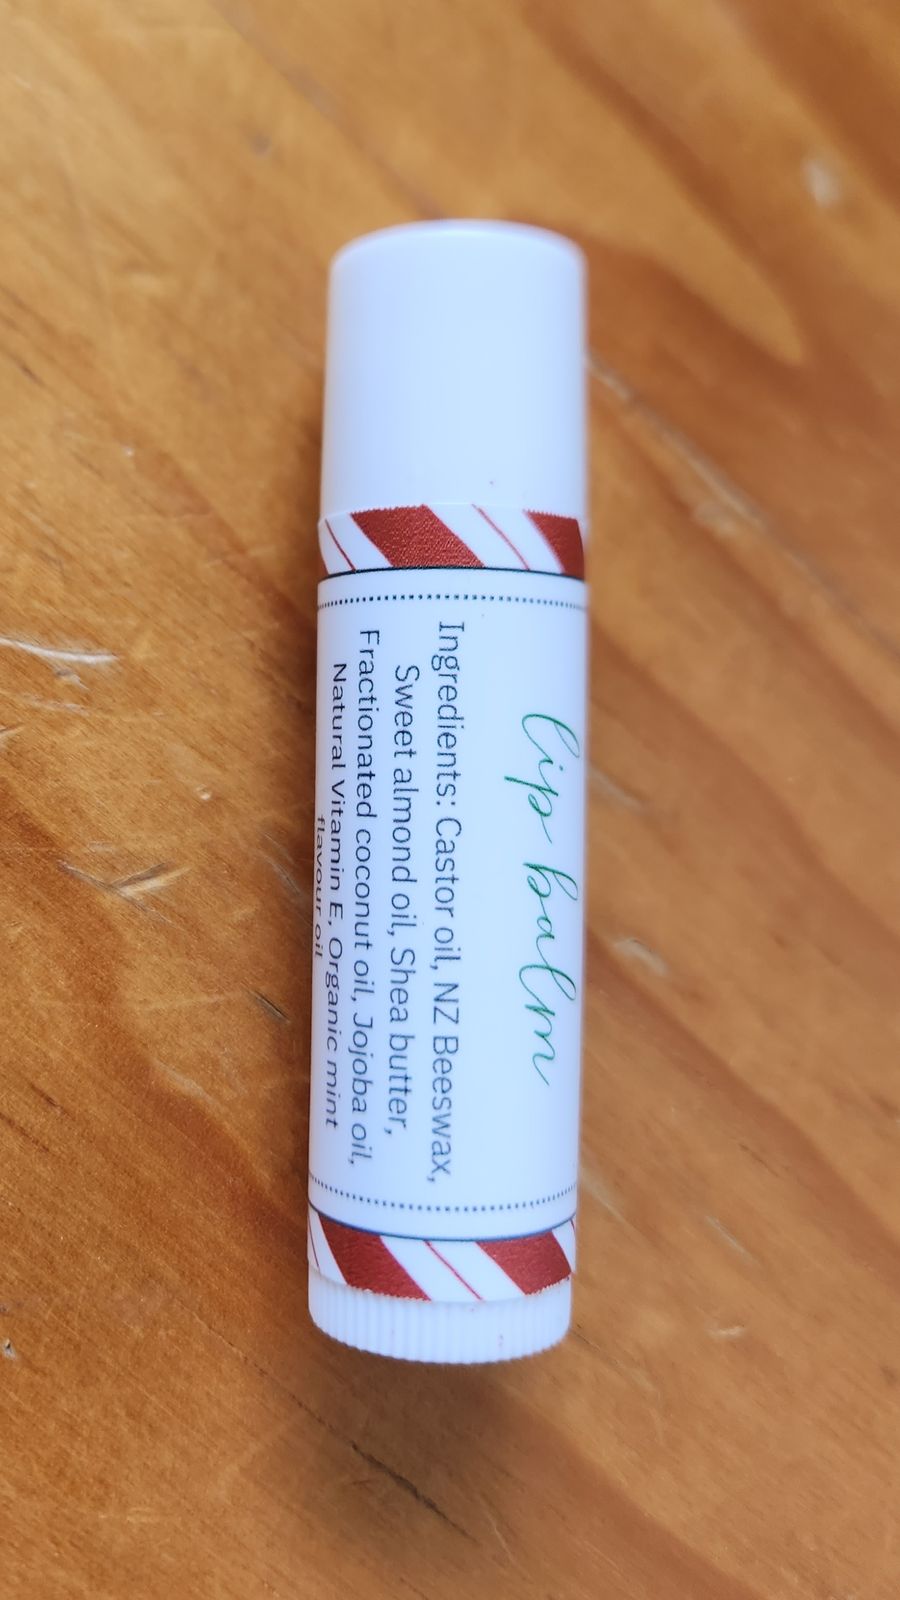 lip balm
Ingredients: Castor oil, NZ Beeswax,
Sweet almond oil, Shea butter,
Fractionated coconut oil, Jojoba oil,
Natural Vitamin E, Organic mint
flavour oil